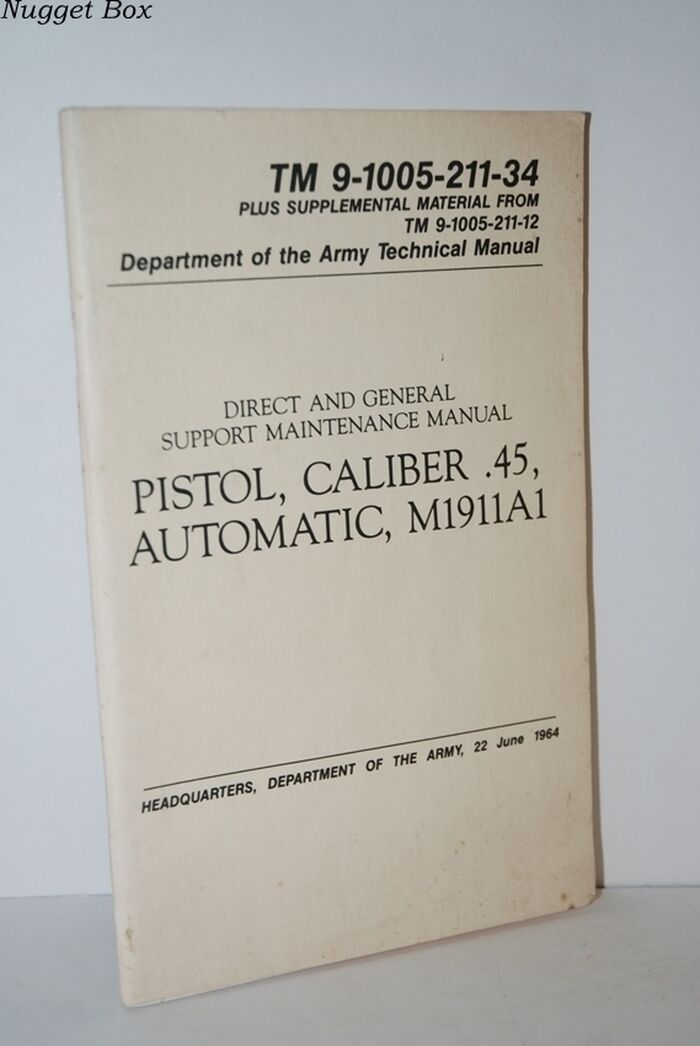 Nugget Box
TM 9-1005-211-34
PLUS SUPPLEMENTAL MATERIAL FROM
TM 9-1005-211-12
Department of the Army Technical Manual
DIRECT AND GENERAL
SUPPORT MAINTENANCE MANUAL
PISTOL, CALIBER .45,
AUTOMATIC, M1911A1
HEADQUARTERS, DEPARTMENT OF THE ARMY, 22 June 1964